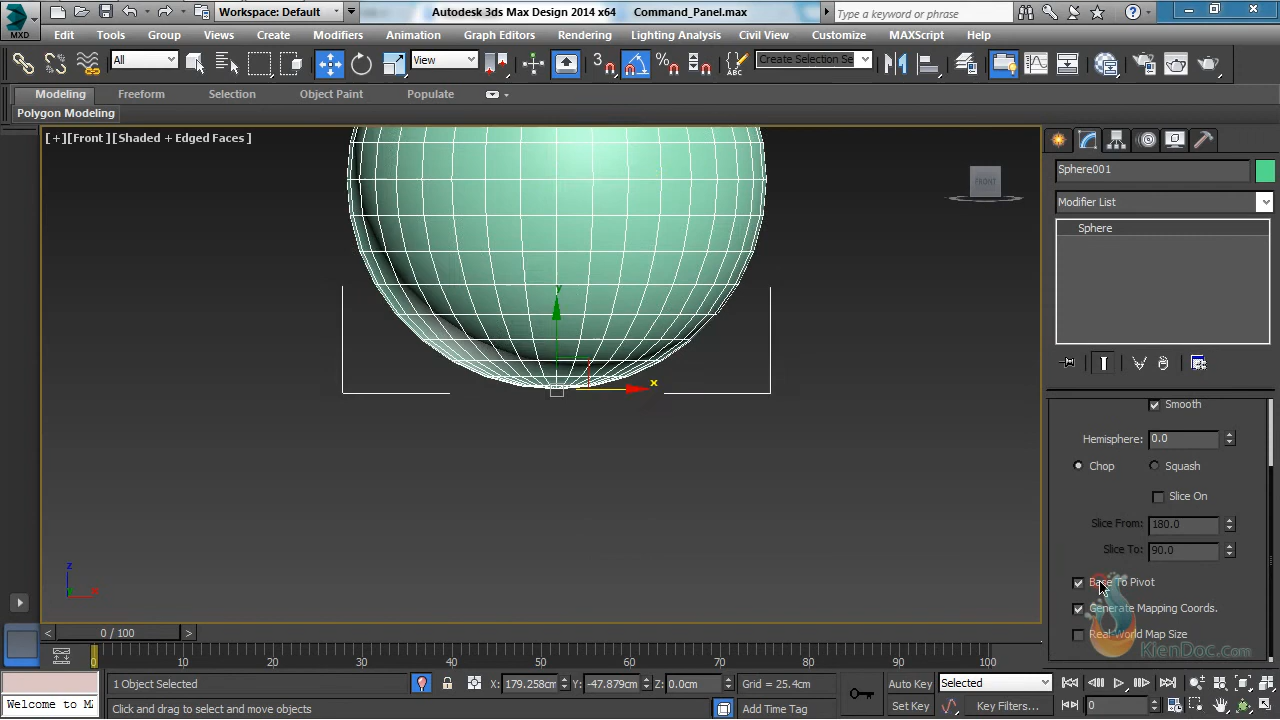 MXD
Workspace: Default
Autodesk 3ds Max Design 2014 x64 Command_Panel.max
Type a keyword or phrase
Edit Tools Group Views Create Modifiers Animation Graph Editors Rendering Lighting Analysis Civil View Customize MAXScript Help
All View 3 Create Selection Se
Modeling Freeform Selection Object Paint Populate
Polygon Modeling
[+][Front][Shaded + Edged Faces]
FRONT
Sphere001
Modifier List
Sphere
y
x
Smooth
Hemisphere: 0.0
Chop Squash
Slice On
Slice From: 180.0
Slice To: 90.0
Base To Pivot
Generate Mapping Coords.
Real-World Map Size
KienDoc.Com
z
< 0 / 100 >
0 10 20 30 40 50 60 70 80 90 100
1 Object Selected X: 179.258cm Y: -47.879cm Z: 0.0cm Grid = 25.4cm Auto Key Selected
Welcome to M Click and drag to select and move objects Add Time Tag Set Key Key Filters... 0